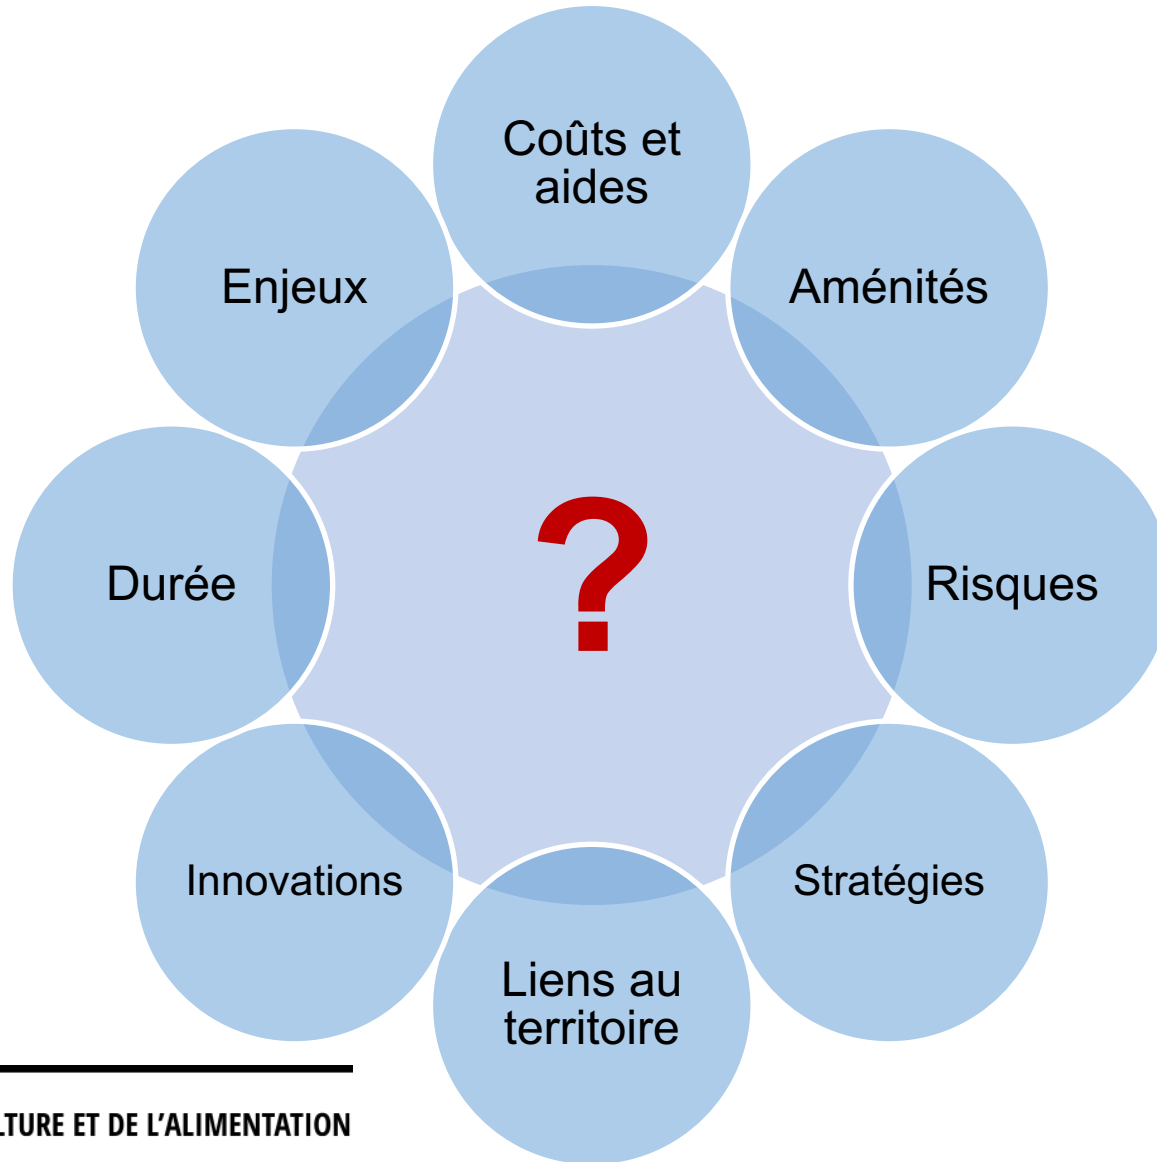 Coûts et
aides
Aménités
Risques
Stratégies
Liens au
territoire
Innovations
Durée
Enjeux
?
LTURE ET DE L'ALIMENTATION